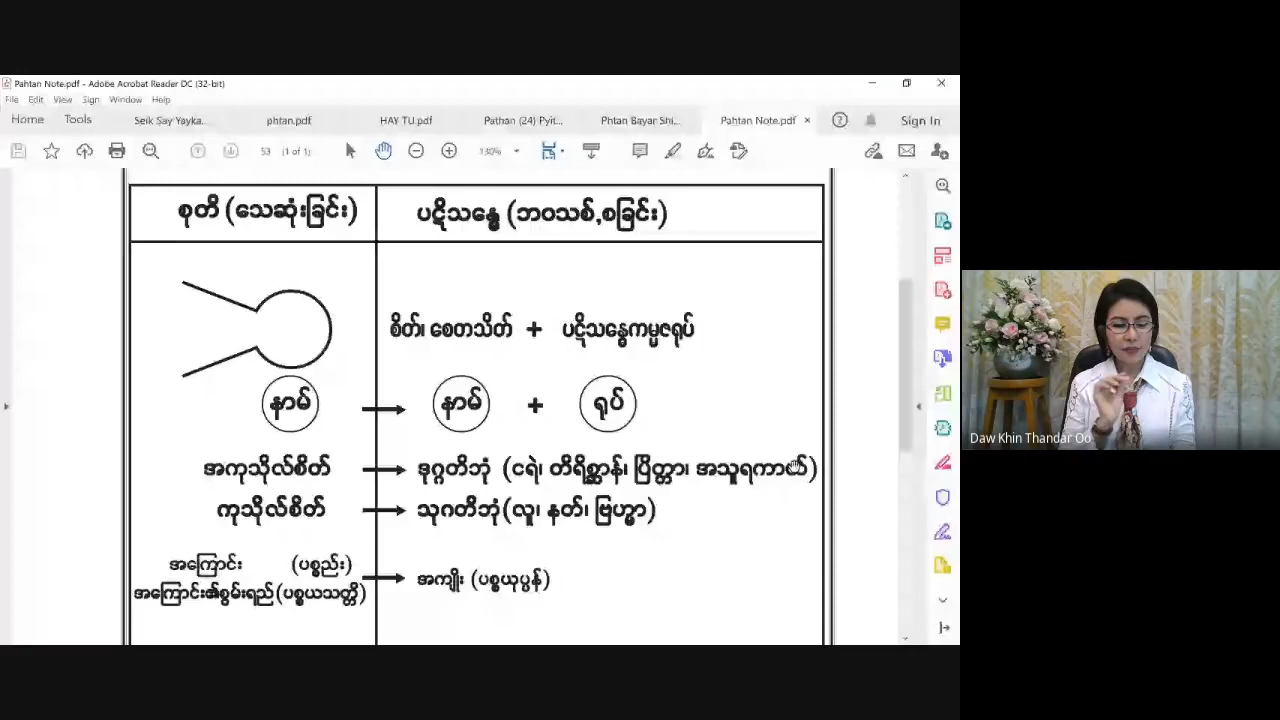 Pahtan Note.pdf - Adobe Acrobat Reader DC (32-bit)
File Edit View Sign Window Help
Home Tools Seik Say Yayka... phtan.pdf HAY TU.pdf Pathan (24) Pyit... Phtan Bayar Shi... Pahtan Note.pdf × Sign In
53 (1 of 1) 130%
စုတိ (သေဆုံးခြင်း) ပဋိသန္ဓေ (ဘဝသစ်,စခြင်း)
စိတ်၊ စေတသိတ် + ပဋိသန္ဓေကမ္မဇရုပ်
နာမ် နာမ် + ရုပ်
အကုသိုလ်စိတ် ဒုဂ္ဂတိဘုံ (ငရဲ၊ တိရိစ္ဆာန်၊ ပြိတ္တာ၊ အသူရကာယ်)
ကုသိုလ်စိတ် သုဂတိဘုံ(လူ၊ နတ်၊ ဗြဟ္မာ)
အကြောင်း (ပစ္စည်း)
အကြောင်း၏စွမ်းရည်(ပစ္စယသတ္တိ) အကျိုး (ပစ္စယုပ္ပန်)
Daw Khin Thandar Oo